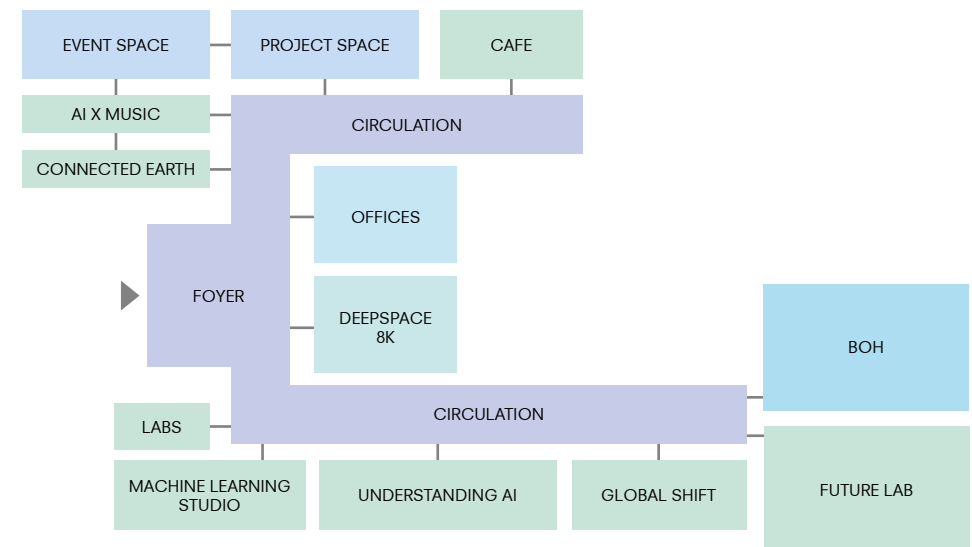 EVENT SPACE
PROJECT SPACE
CAFE
AI X MUSIC
CIRCULATION
CONNECTED EARTH
OFFICES
FOYER
DEEPSPACE
8K
BOH
CIRCULATION
LABS
MACHINE LEARNING
STUDIO
UNDERSTANDING AI
GLOBAL SHIFT
FUTURE LAB